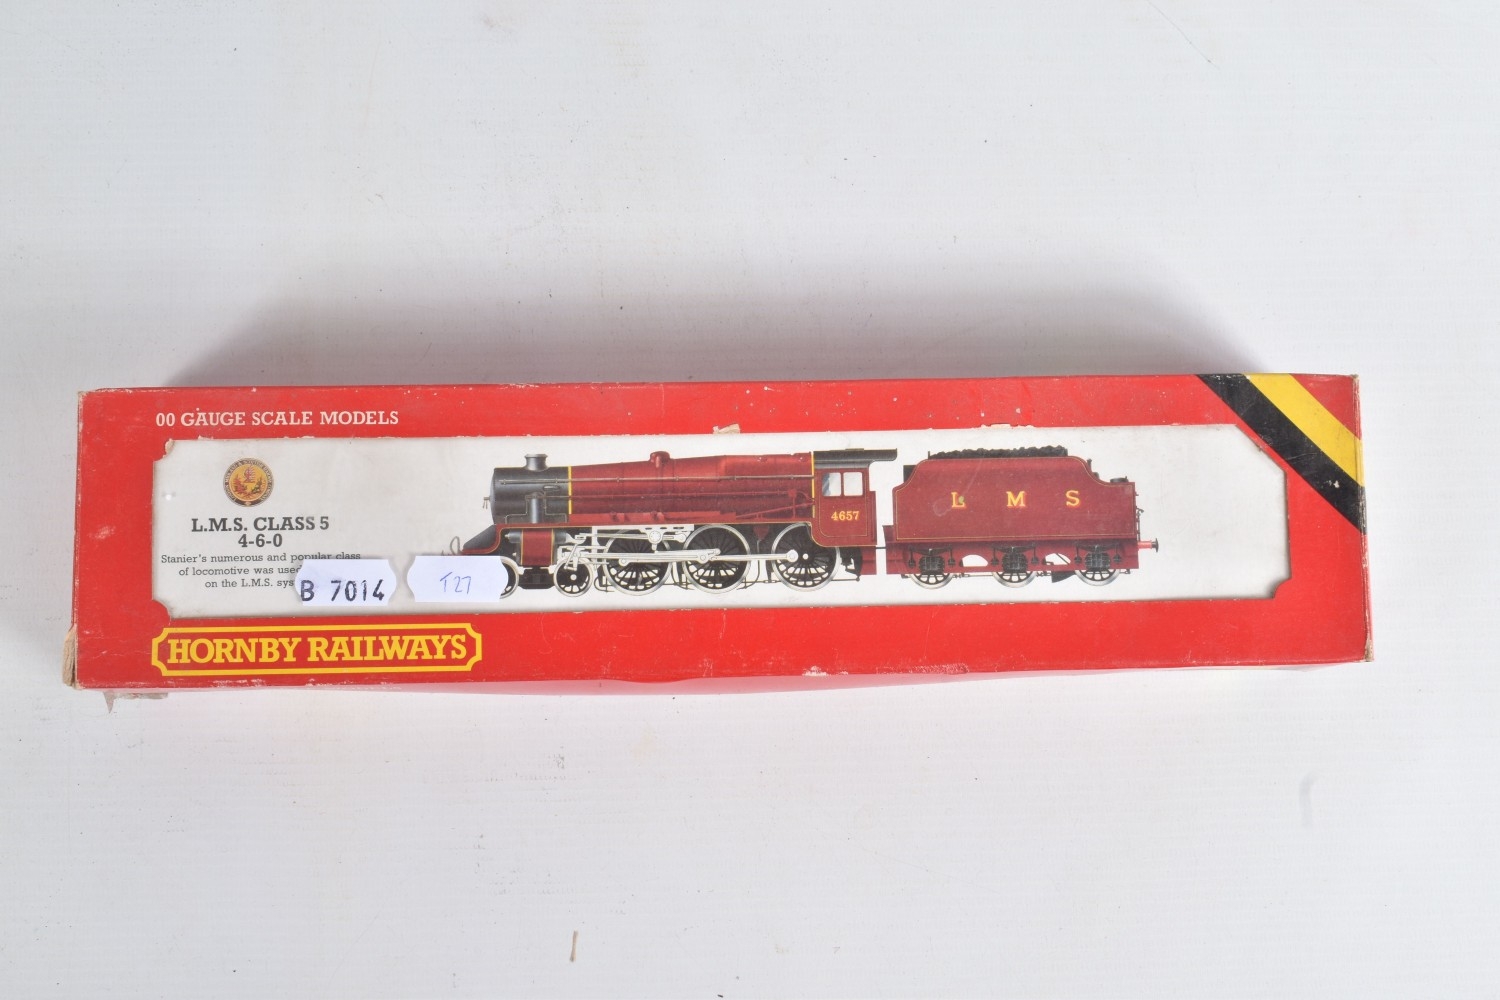 00 GAUGE SCALE MODELS
L.M.S. CLASS 5
4-6-0
Stanier's numerous and popular class
of locomotive was used
on the L.M.S.
B 7014
T27
4657
L M S
HORNBY RAILWAYS